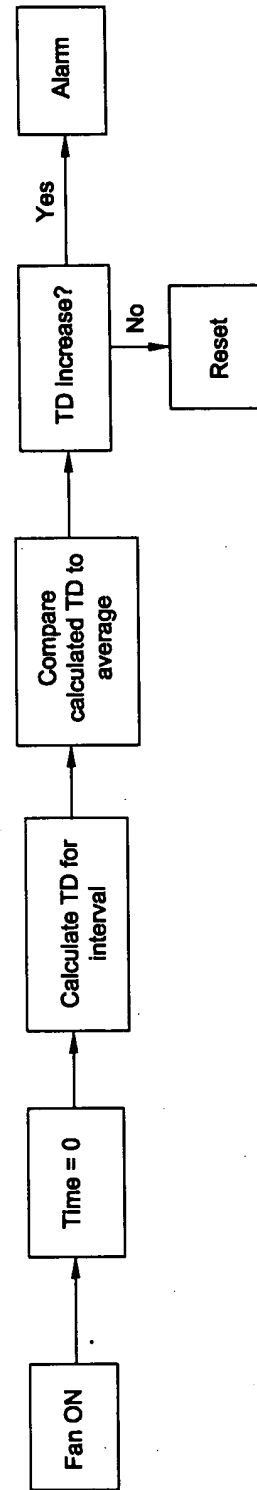 Fan ON
Time = 0
Calculate TD for
interval
Compare
calculated TD to
average
TD Increase?
Yes
Alarm
No
Reset